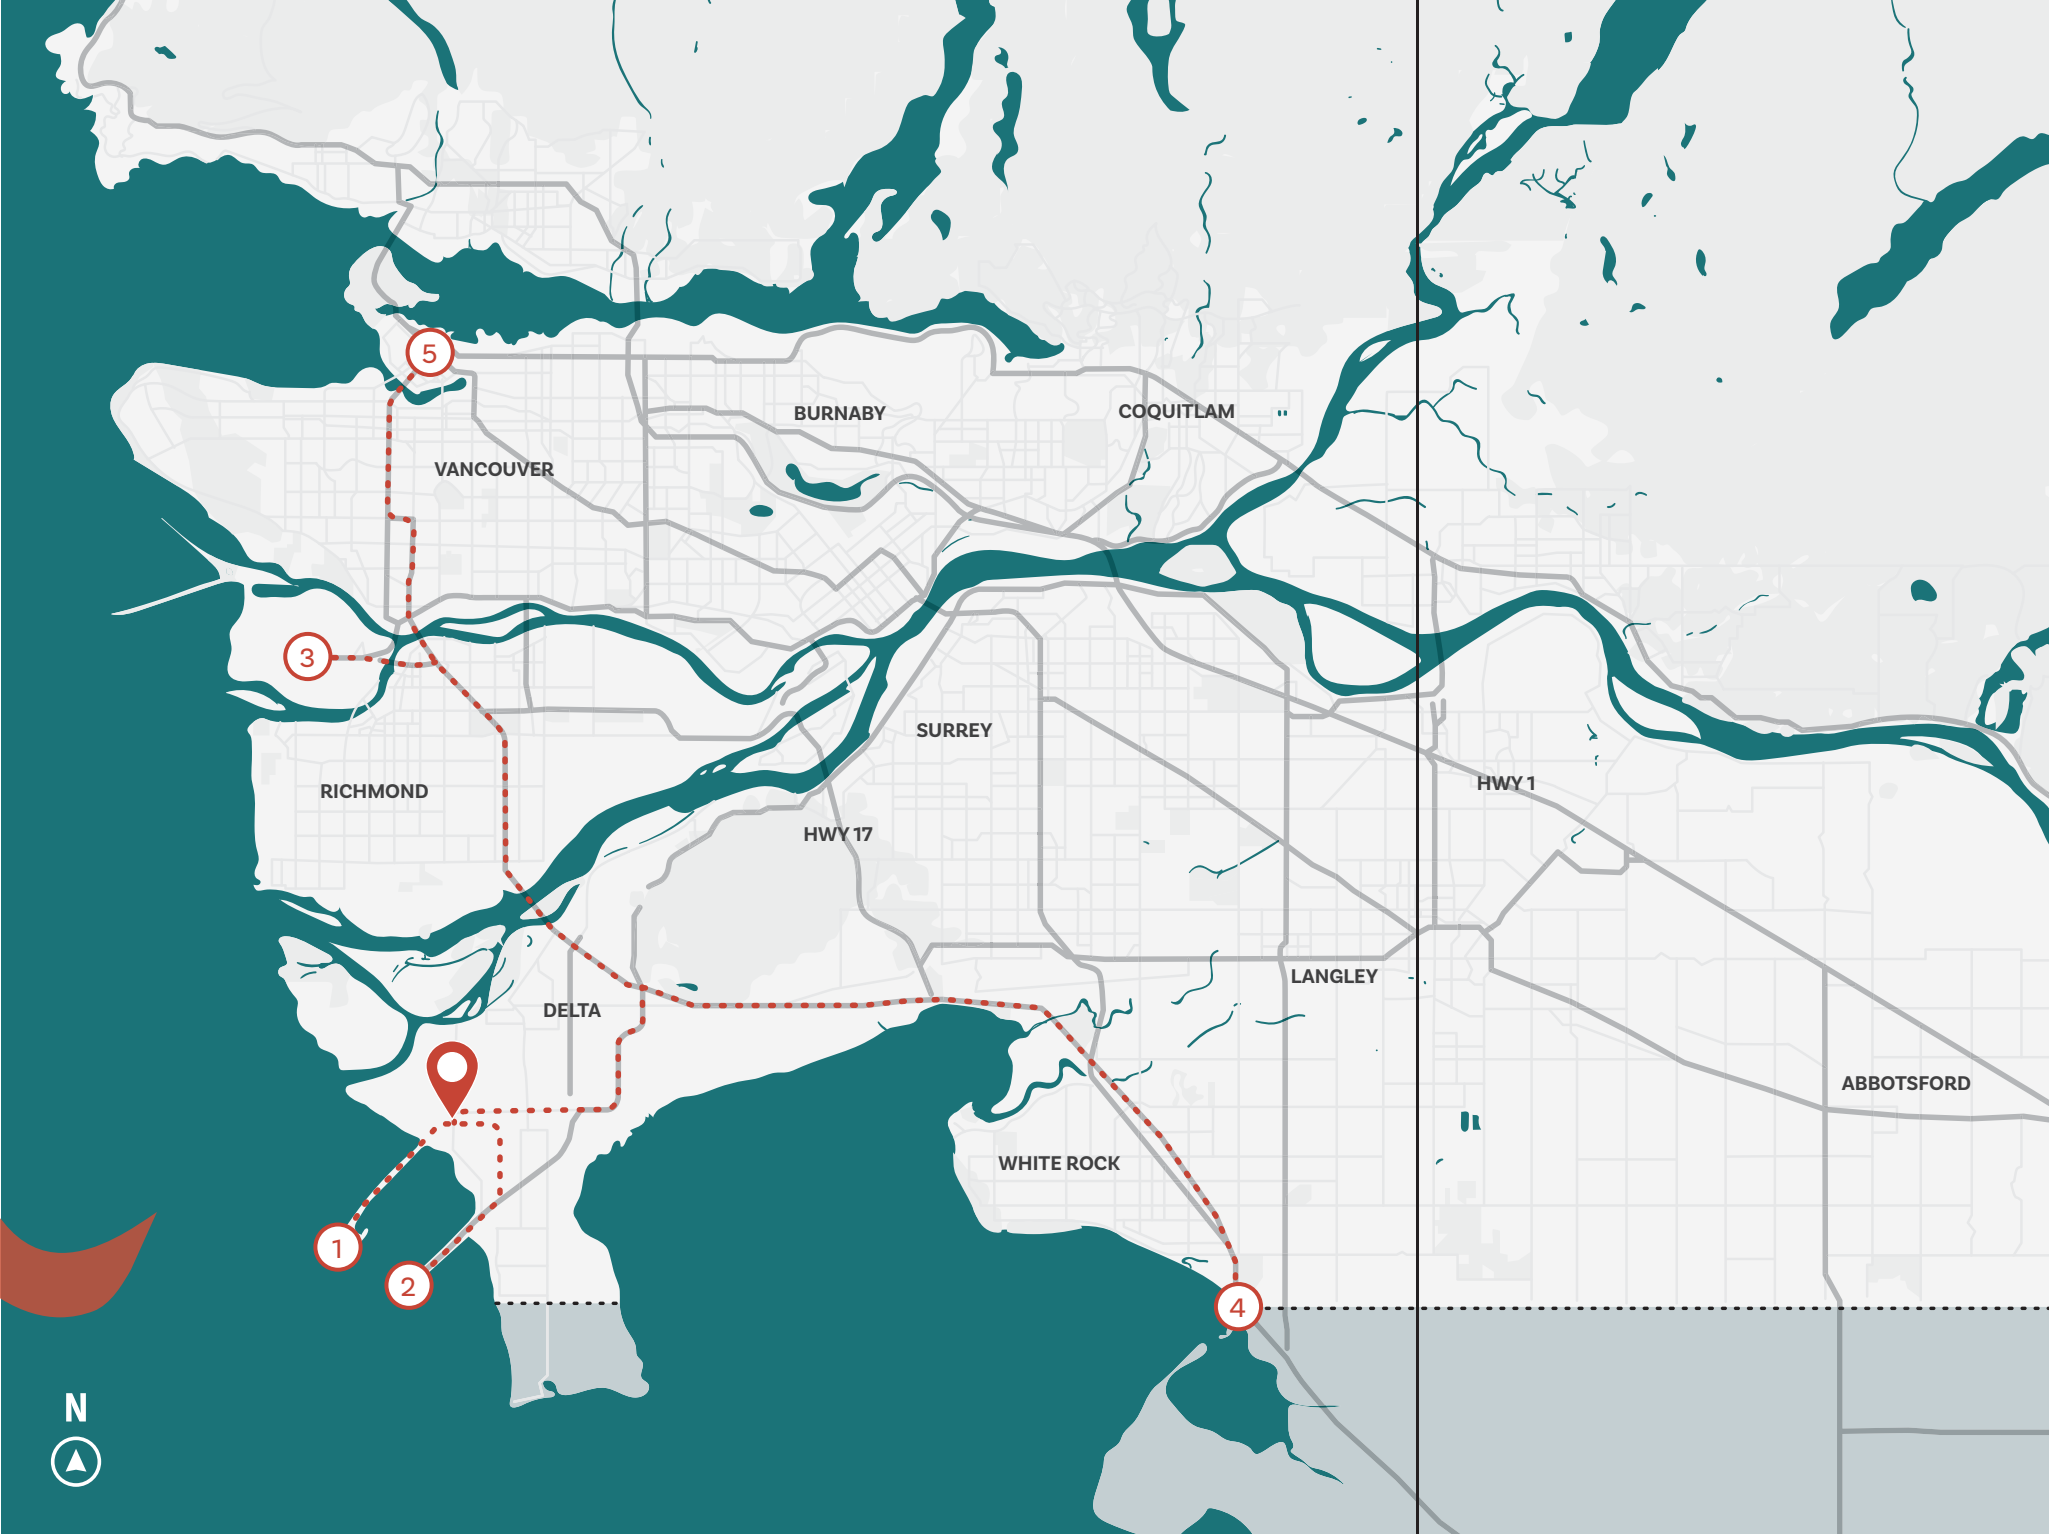 5
BURNABY
COQUITLAM
VANCOUVER
3
SURREY
HWY 1
RICHMOND
HWY 17
LANGLEY
DELTA
ABBOTSFORD
WHITE ROCK
1
2
4
N